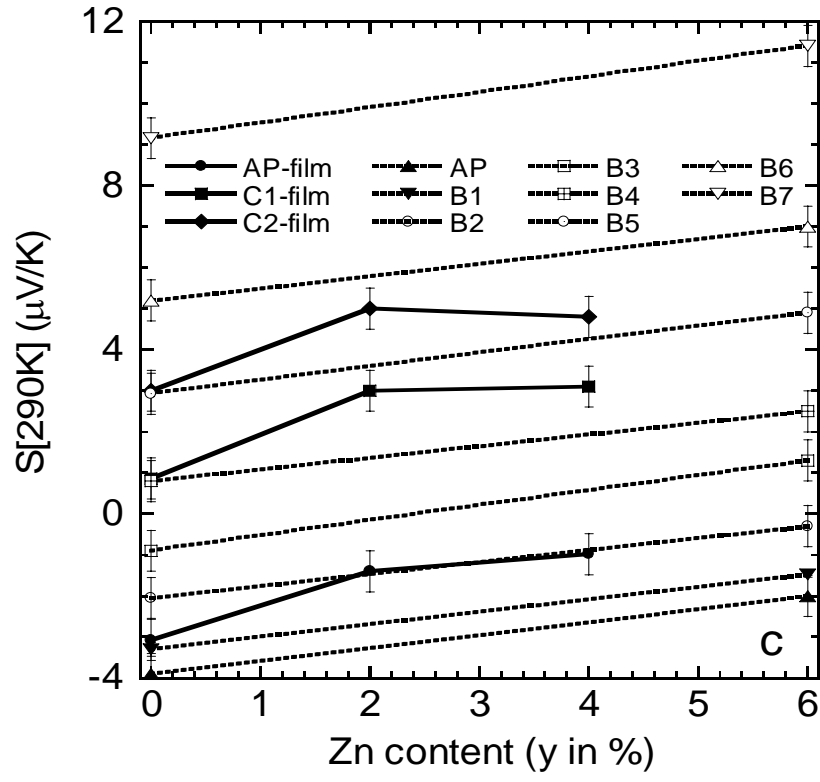 12
8
4
0
-4
S[290K] (μV/K)
AP-film AP B3 B6
C1-film B1 B4 B7
C2-film B2 B5
C
0 1 2 3 4 5 6
Zn content (y in %)